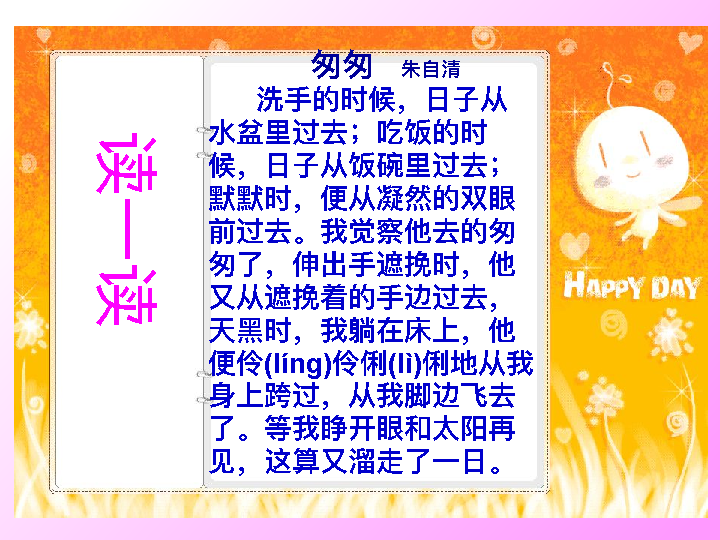 读一读
匆匆 朱自清
洗手的时候，日子从
水盆里过去；吃饭的时
候，日子从饭碗里过去；
默默时，便从凝然的双眼
前过去。我觉察他去的匆
匆了，伸出手遮挽时，他
又从遮挽着的手边过去，
天黑时，我躺在床上，他
便伶(líng)伶俐(lì)俐地从我
身上跨过，从我脚边飞去
了。等我睁开眼和太阳再
见，这算又溜走了一日。
HAPPY DAY